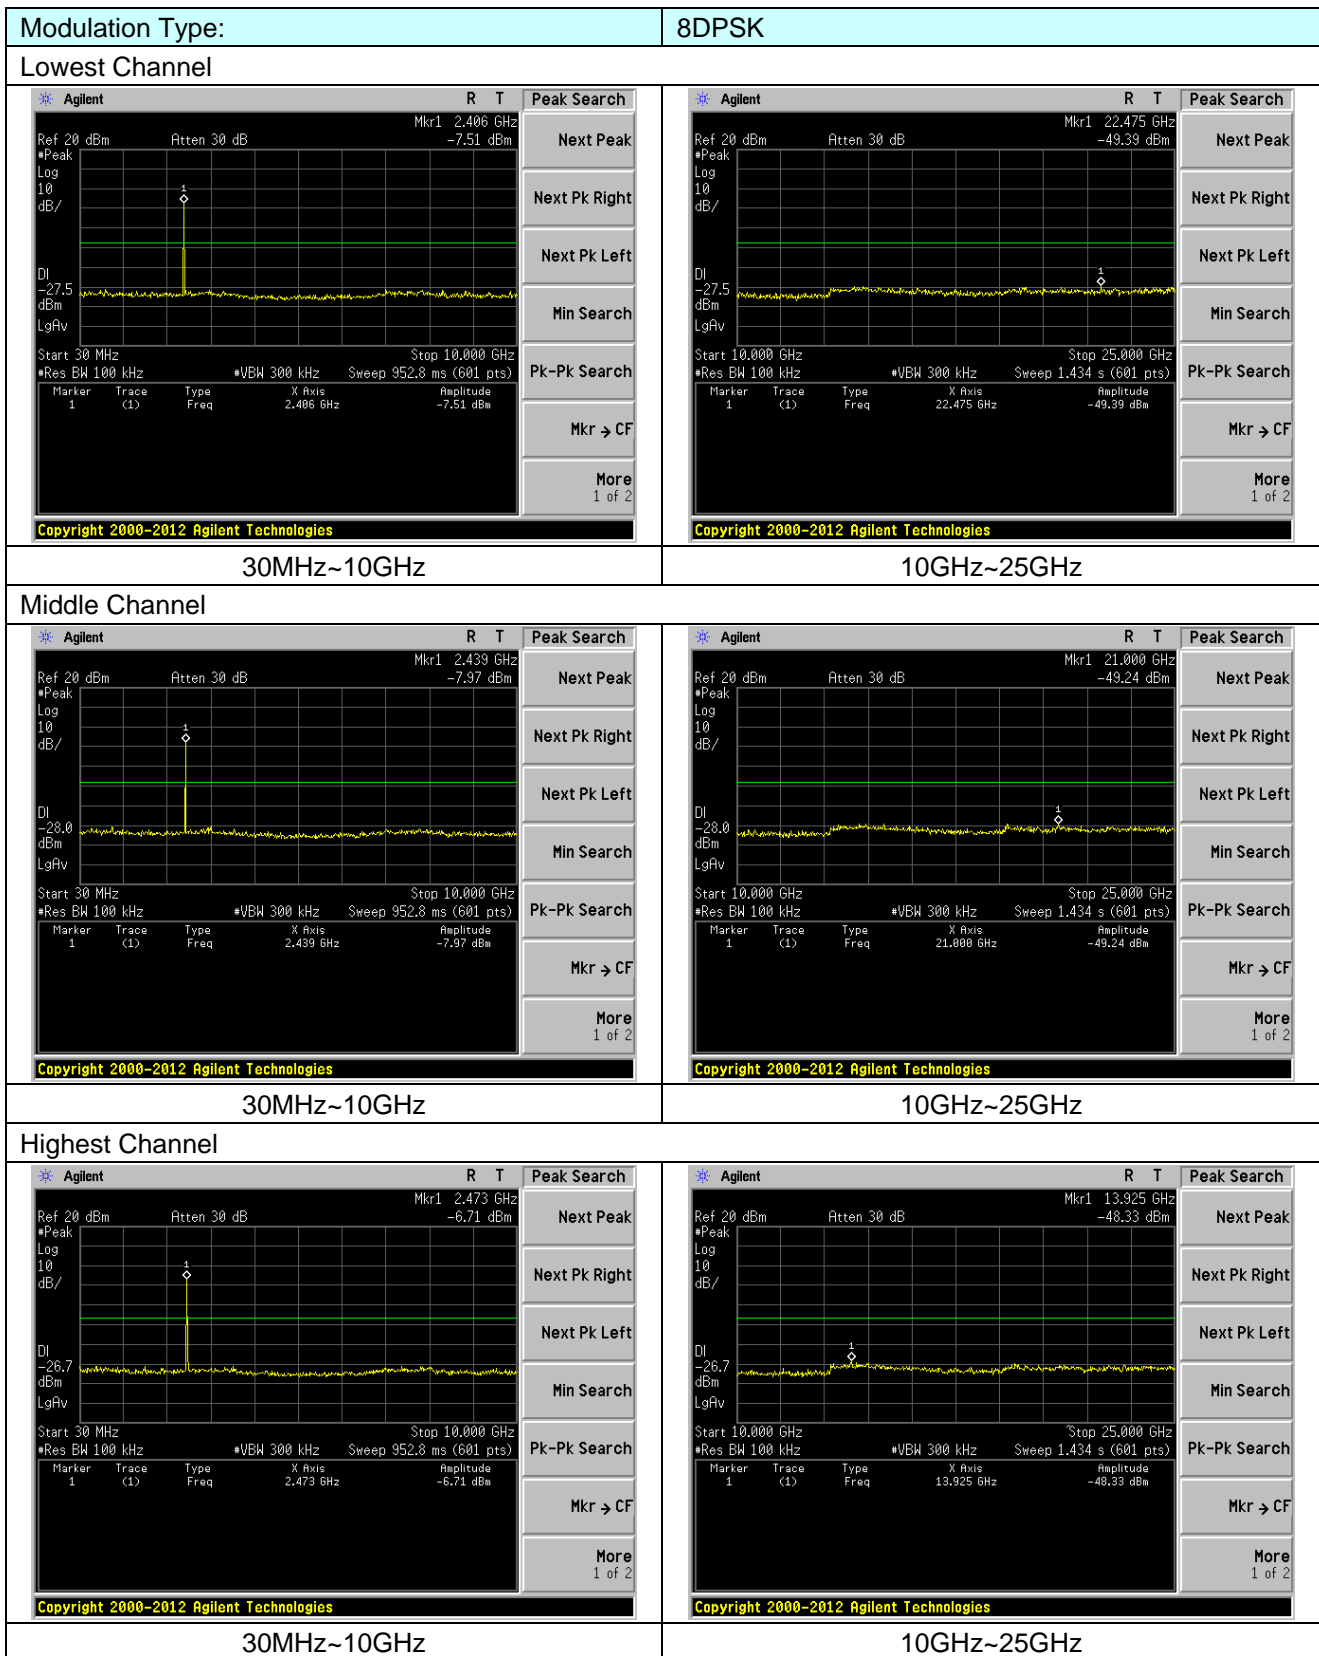 Modulation Type: 8DPSK
Lowest Channel
Agilent R T Peak Search
Mkr1 2.406 GHz
Ref 20 dBm Atten 30 dB -7.51 dBm
#Peak
Log
10
dB/
1
DI
-27.5
dBm
LgAv
Start 30 MHz Stop 10.000 GHz
#Res BW 100 kHz #VBW 300 kHz Sweep 952.8 ms (601 pts)
Marker Trace Type X Axis Amplitude
1 (1) Freq 2.406 GHz -7.51 dBm
Copyright 2000-2012 Agilent Technologies
Next Peak
Next Pk Right
Next Pk Left
Min Search
Pk-Pk Search
Mkr → CF
More
1 of 2
Agilent R T Peak Search
Mkr1 22.475 GHz
Ref 20 dBm Atten 30 dB -49.39 dBm
#Peak
Log
10
dB/
1
DI
-27.5
dBm
LgAv
Start 10.000 GHz Stop 25.000 GHz
#Res BW 100 kHz #VBW 300 kHz Sweep 1.434 s (601 pts)
Marker Trace Type X Axis Amplitude
1 (1) Freq 22.475 GHz -49.39 dBm
Copyright 2000-2012 Agilent Technologies
Next Peak
Next Pk Right
Next Pk Left
Min Search
Pk-Pk Search
Mkr → CF
More
1 of 2
30MHz~10GHz 10GHz~25GHz
Middle Channel
Agilent R T Peak Search
Mkr1 2.439 GHz
Ref 20 dBm Atten 30 dB -7.97 dBm
#Peak
Log
10
dB/
1
DI
-28.0
dBm
LgAv
Start 30 MHz Stop 10.000 GHz
#Res BW 100 kHz #VBW 300 kHz Sweep 952.8 ms (601 pts)
Marker Trace Type X Axis Amplitude
1 (1) Freq 2.439 GHz -7.97 dBm
Copyright 2000-2012 Agilent Technologies
Next Peak
Next Pk Right
Next Pk Left
Min Search
Pk-Pk Search
Mkr → CF
More
1 of 2
Agilent R T Peak Search
Mkr1 21.000 GHz
Ref 20 dBm Atten 30 dB -49.24 dBm
#Peak
Log
10
dB/
1
DI
-28.0
dBm
LgAv
Start 10.000 GHz Stop 25.000 GHz
#Res BW 100 kHz #VBW 300 kHz Sweep 1.434 s (601 pts)
Marker Trace Type X Axis Amplitude
1 (1) Freq 21.000 GHz -49.24 dBm
Copyright 2000-2012 Agilent Technologies
Next Peak
Next Pk Right
Next Pk Left
Min Search
Pk-Pk Search
Mkr → CF
More
1 of 2
30MHz~10GHz 10GHz~25GHz
Highest Channel
Agilent R T Peak Search
Mkr1 2.473 GHz
Ref 20 dBm Atten 30 dB -6.71 dBm
#Peak
Log
10
dB/
1
DI
-26.7
dBm
LgAv
Start 30 MHz Stop 10.000 GHz
#Res BW 100 kHz #VBW 300 kHz Sweep 952.8 ms (601 pts)
Marker Trace Type X Axis Amplitude
1 (1) Freq 2.473 GHz -6.71 dBm
Copyright 2000-2012 Agilent Technologies
Next Peak
Next Pk Right
Next Pk Left
Min Search
Pk-Pk Search
Mkr → CF
More
1 of 2
Agilent R T Peak Search
Mkr1 13.925 GHz
Ref 20 dBm Atten 30 dB -48.33 dBm
#Peak
Log
10
dB/
1
DI
-26.7
dBm
LgAv
Start 10.000 GHz Stop 25.000 GHz
#Res BW 100 kHz #VBW 300 kHz Sweep 1.434 s (601 pts)
Marker Trace Type X Axis Amplitude
1 (1) Freq 13.925 GHz -48.33 dBm
Copyright 2000-2012 Agilent Technologies
Next Peak
Next Pk Right
Next Pk Left
Min Search
Pk-Pk Search
Mkr → CF
More
1 of 2
30MHz~10GHz 10GHz~25GHz